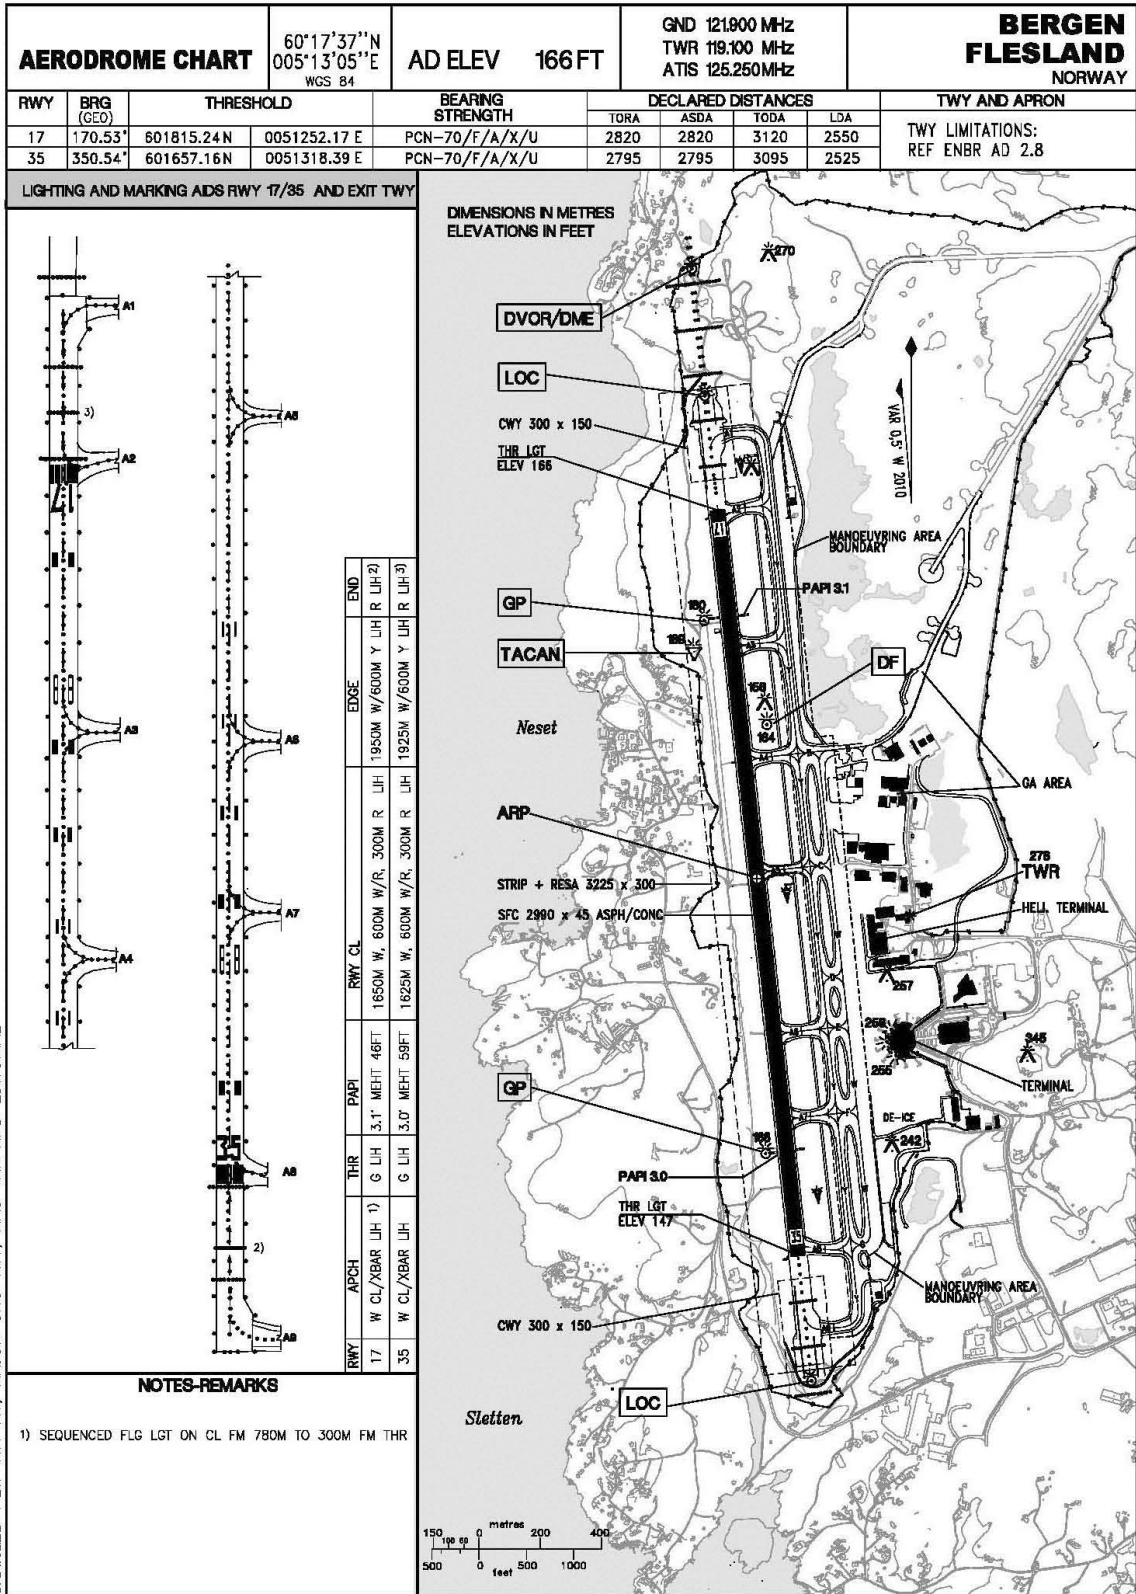 AERODROME CHART
60°17'37''N
005°13'05''E
WGS 84
AD ELEV 166 FT
GND 121.900 MHz
TWR 119.100 MHz
ATIS 125.250MHz
BERGEN
FLESLAND
NORWAY
RWY BRG (GEO) THRESHOLD BEARING STRENGTH DECLARED DISTANCES TWY AND APRON
TORA ASDA TODA LDA
17 170.53° 601815.24N 0051252.17 E PCN-70/F/A/X/U 2820 2820 3120 2550
35 350.54° 601657.16N 0051318.39 E PCN-70/F/A/X/U 2795 2795 3095 2525
TWY LIMITATIONS:
REF ENBR AD 2.8
LIGHTING AND MARKING AIDS RWY 17/35 AND EXIT TWY
A1
3)
A2
17
A3
A4
A5
A6
A7
35
A8
2)
A9
RWY APCH THR PAPI RWY CL EDGE END
17 W CL/XBAR LIH 1) G LIH 3.1° MEHT 46FT 1650M W, 600M W/R, 300M R LIH 1950M W/600M Y LIH R LIH2)
35 W CL/XBAR LIH G LIH 3.0° MEHT 59FT 1625M W, 600M W/R, 300M R LIH 1925M W/600M Y LIH R LIH3)
NOTES-REMARKS
1) SEQUENCED FLG LGT ON CL FM 780M TO 300M FM THR
DIMENSIONS IN METRES
ELEVATIONS IN FEET
270
DVOR/DME
LOC
VAR 0.5° W 2010
CWY 300 x 150
THR LGT
ELEV 166
17
MANOEUVRING AREA
BOUNDARY
PAPI 3.1
GP
180
TACAN
DF
158
164
Neset
GA AREA
ARP
276
TWR
STRIP + RESA 3225 x 300
SFC 2990 x 45 ASPH/CONC
HELI TERMINAL
257
345
255
TERMINAL
GP
DE-ICE
242
PAPI 3.0
THR LGT
ELEV 147
35
MANOEUVRING AREA
BOUNDARY
CWY 300 x 150
LOC
Sletten
metres
150 100 50 0 200 400
500 0 500 1000
feet